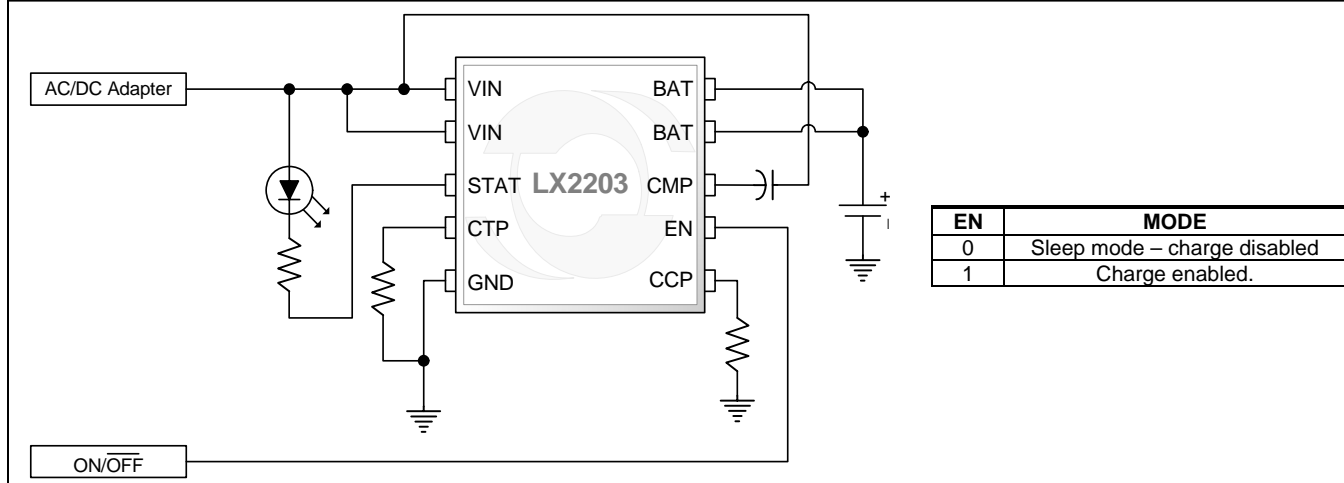 AC/DC Adapter
VIN
BAT
VIN
BAT
STAT
LX2203
CMP
CTP
EN
GND
CCP
+
ON/OFF
EN MODE
0 Sleep mode – charge disabled
1 Charge enabled.